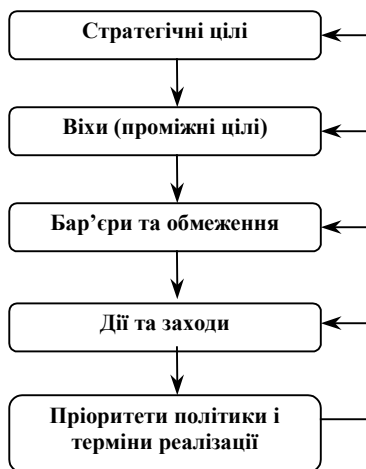 Стратегічні цілі
Віхи (проміжні цілі)
Бар’єри та обмеження
Дії та заходи
Пріоритети політики і
терміни реалізації